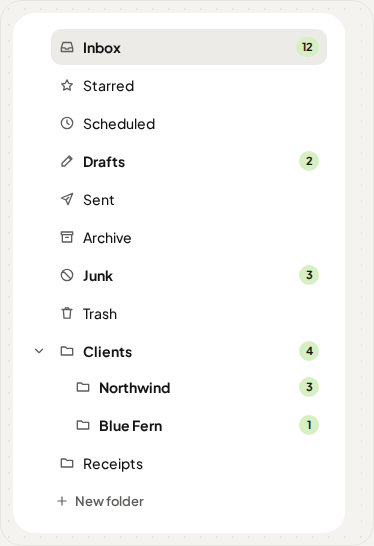 Inbox 12
Starred
Scheduled
Drafts 2
Sent
Archive
Junk 3
Trash
Clients 4
Northwind 3
Blue Fern 1
Receipts
+ New folder